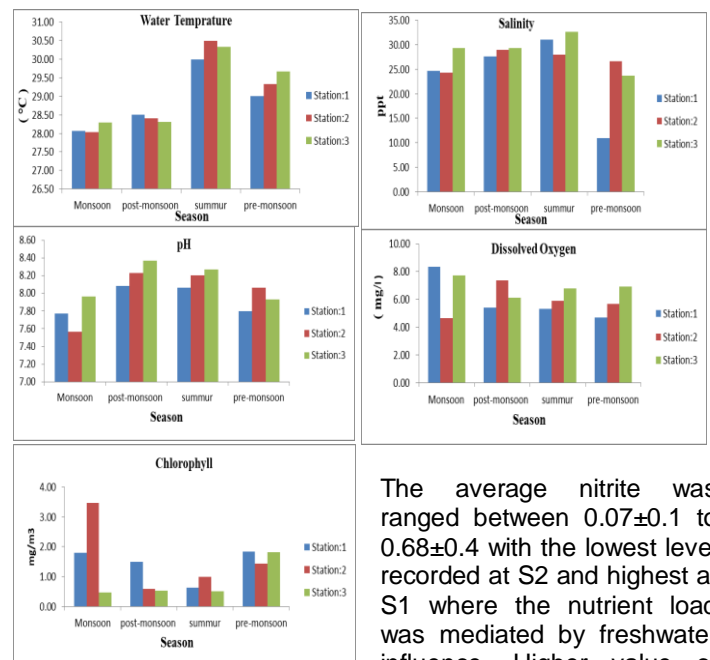 Water Temprature
31.00
30.50
30.00
29.50
29.00
28.50
28.00
27.50
27.00
26.50
( °C )
Monsoon post-monsoon summur pre-monsoon
Season
Station:1
Station:2
Station:3
Salinity
35.00
30.00
25.00
20.00
15.00
10.00
5.00
0.00
ppt
Monsoon post-monsoon summur pre-monsoon
Season
Station:1
Station:2
Station:3
pH
8.60
8.40
8.20
8.00
7.80
7.60
7.40
7.20
7.00
Monsoon post-monsoon summur pre-monsoon
Season
Station:1
Station:2
Station:3
Dissolved Oxygen
10.00
8.00
6.00
4.00
2.00
0.00
( mg/l )
Monsoon post-monsoon summur pre-monsoon
Season
Station:1
Station:2
Station:3
Chlorophyll
4.00
3.00
2.00
1.00
0.00
mg/m3
Monsoon post-monsoon summur pre-monsoon
Season
Station:1
Station:2
Station:3
The average nitrite was
ranged between 0.07±0.1 to
0.68±0.4 with the lowest level
recorded at S2 and highest a
S1 where the nutrient load
was mediated by freshwate
influence. Higher value o